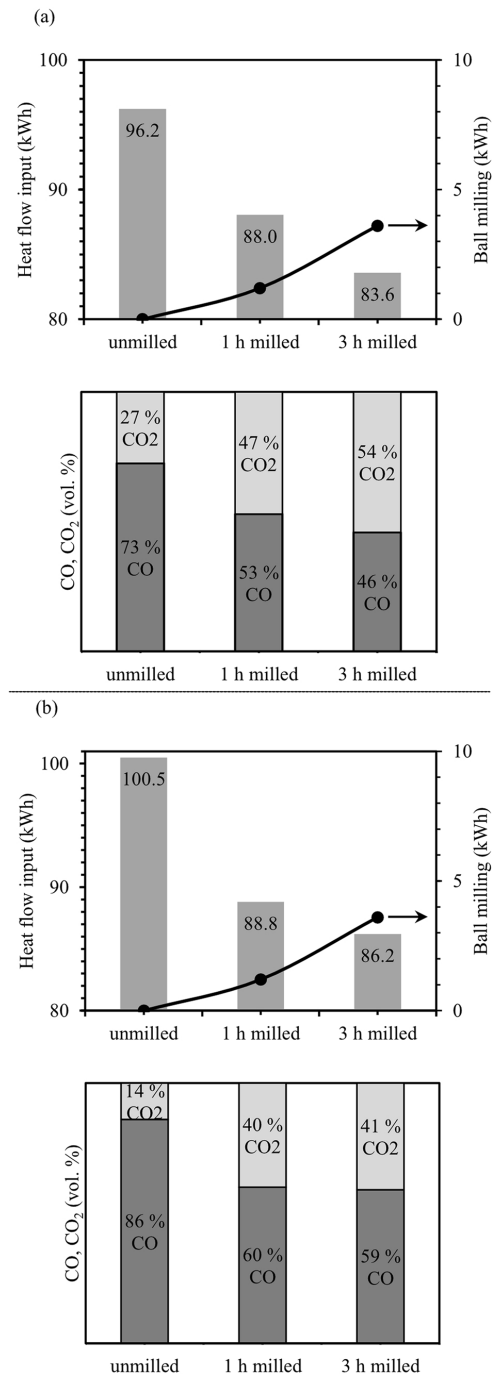 (a)
Heat flow input (kWh)
Ball milling (kWh)
100
90
80
10
5
0
96.2
88.0
83.6
unmilled
1 h milled
3 h milled
CO, CO2 (vol. %)
27 %
CO2
47 %
CO2
54 %
CO2
73 %
CO
53 %
CO
46 %
CO
unmilled
1 h milled
3 h milled
(b)
Heat flow input (kWh)
Ball milling (kWh)
100
90
80
10
5
0
100.5
88.8
86.2
unmilled
1 h milled
3 h milled
CO, CO2 (vol. %)
14 %
CO2
40 %
CO2
41 %
CO2
86 %
CO
60 %
CO
59 %
CO
unmilled
1 h milled
3 h milled